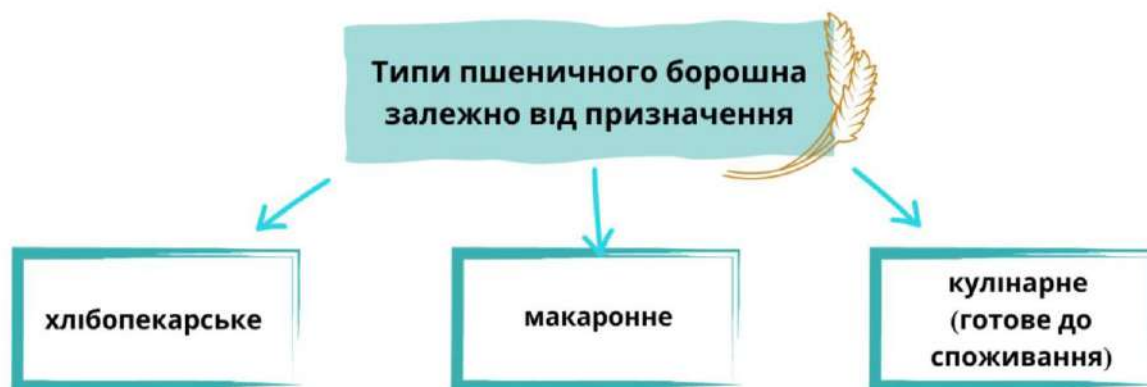 Типи пшеничного борошна
залежно від призначення
хлібопекарське
макаронне
кулінарне
(готове до
споживання)